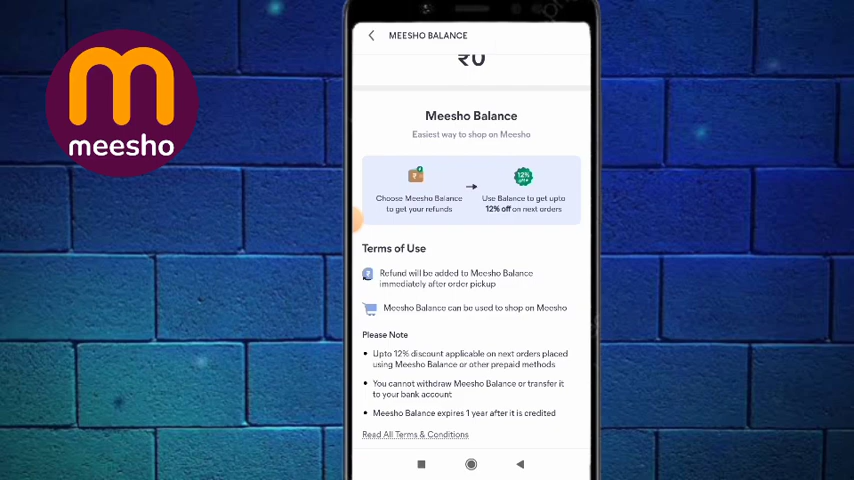 meesho
MEESHO BALANCE
₹0
Meesho Balance
Easiest way to shop on Meesho
Choose Meesho Balance
to get your refunds
12%
Use Balance to get upto
12% off on next orders
Terms of Use
Refund will be added to Meesho Balance
immediately after order pickup
Meesho Balance can be used to shop on Meesho
Please Note
Upto 12% discount applicable on next orders placed
using Meesho Balance or other prepaid methods
You cannot withdraw Meesho Balance or transfer it
to your bank account
Meesho Balance expires 1 year after it is credited
Read All Terms & Conditions